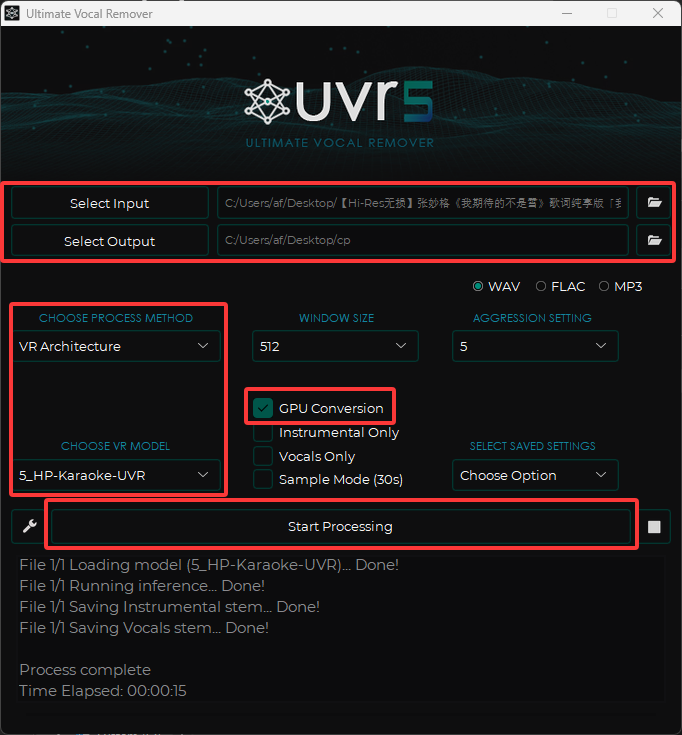 Ultimate Vocal Remover
uvr5
ULTIMATE VOCAL REMOVER
Select Input C:/Users/af/Desktop/【Hi-Res无损】张妙格《我期待的不是雪》歌词纯享版「我
Select Output C:/Users/af/Desktop/cp
WAV FLAC MP3
CHOOSE PROCESS METHOD WINDOW SIZE AGGRESSION SETTING
VR Architecture 512 5
GPU Conversion
Instrumental Only
CHOOSE VR MODEL Vocals Only SELECT SAVED SETTINGS
5_HP-Karaoke-UVR Sample Mode (30s) Choose Option
Start Processing
File 1/1 Loading model (5_HP-Karaoke-UVR)... Done!
File 1/1 Running inference... Done!
File 1/1 Saving Instrumental stem... Done!
File 1/1 Saving Vocals stem... Done!
Process complete
Time Elapsed: 00:00:15